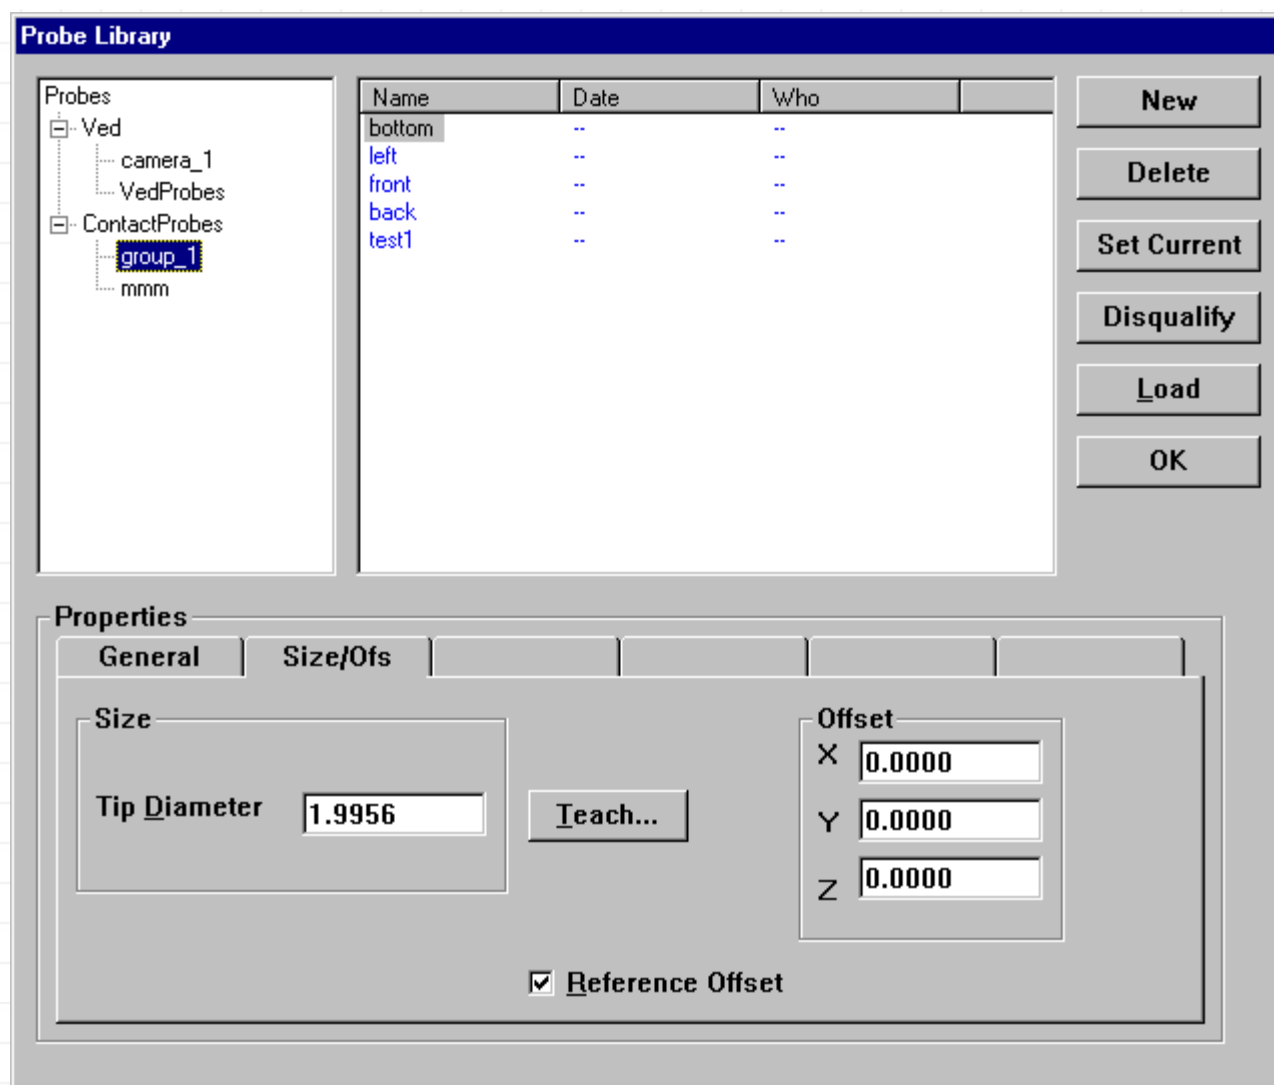 Probe Library
Probes
Ved
camera_1
VedProbes
ContactProbes
group_1
mmm
Name Date Who
bottom -- --
left -- --
front -- --
back -- --
test1 -- --
New
Delete
Set Current
Disqualify
Load
OK
Properties
General Size/Ofs
Size
Tip Diameter 1.9956
Teach...
Offset
X 0.0000
Y 0.0000
Z 0.0000
Reference Offset